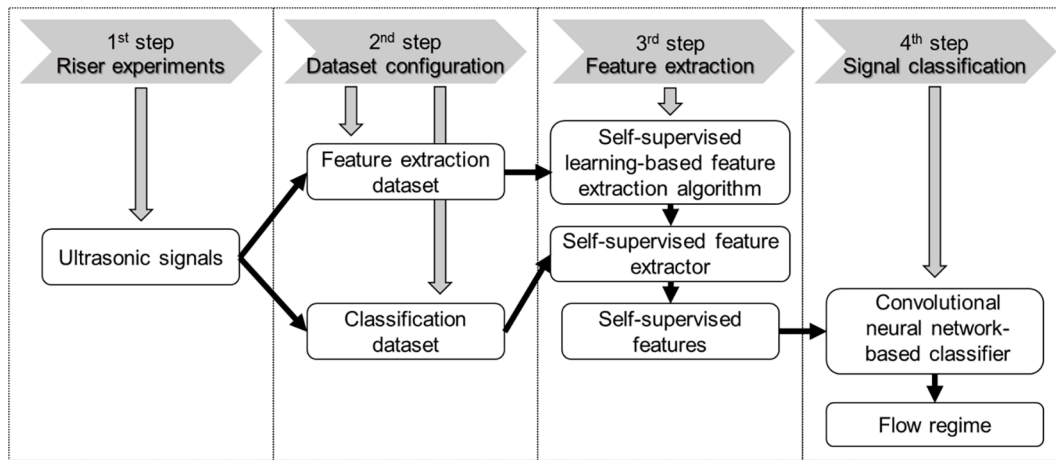 1st step
Riser experiments
2nd step
Dataset configuration
3rd step
Feature extraction
4th step
Signal classification
Ultrasonic signals
Feature extraction
dataset
Classification
dataset
Self-supervised
learning-based feature
extraction algorithm
Self-supervised feature
extractor
Self-supervised
features
Convolutional
neural network-
based classifier
Flow regime